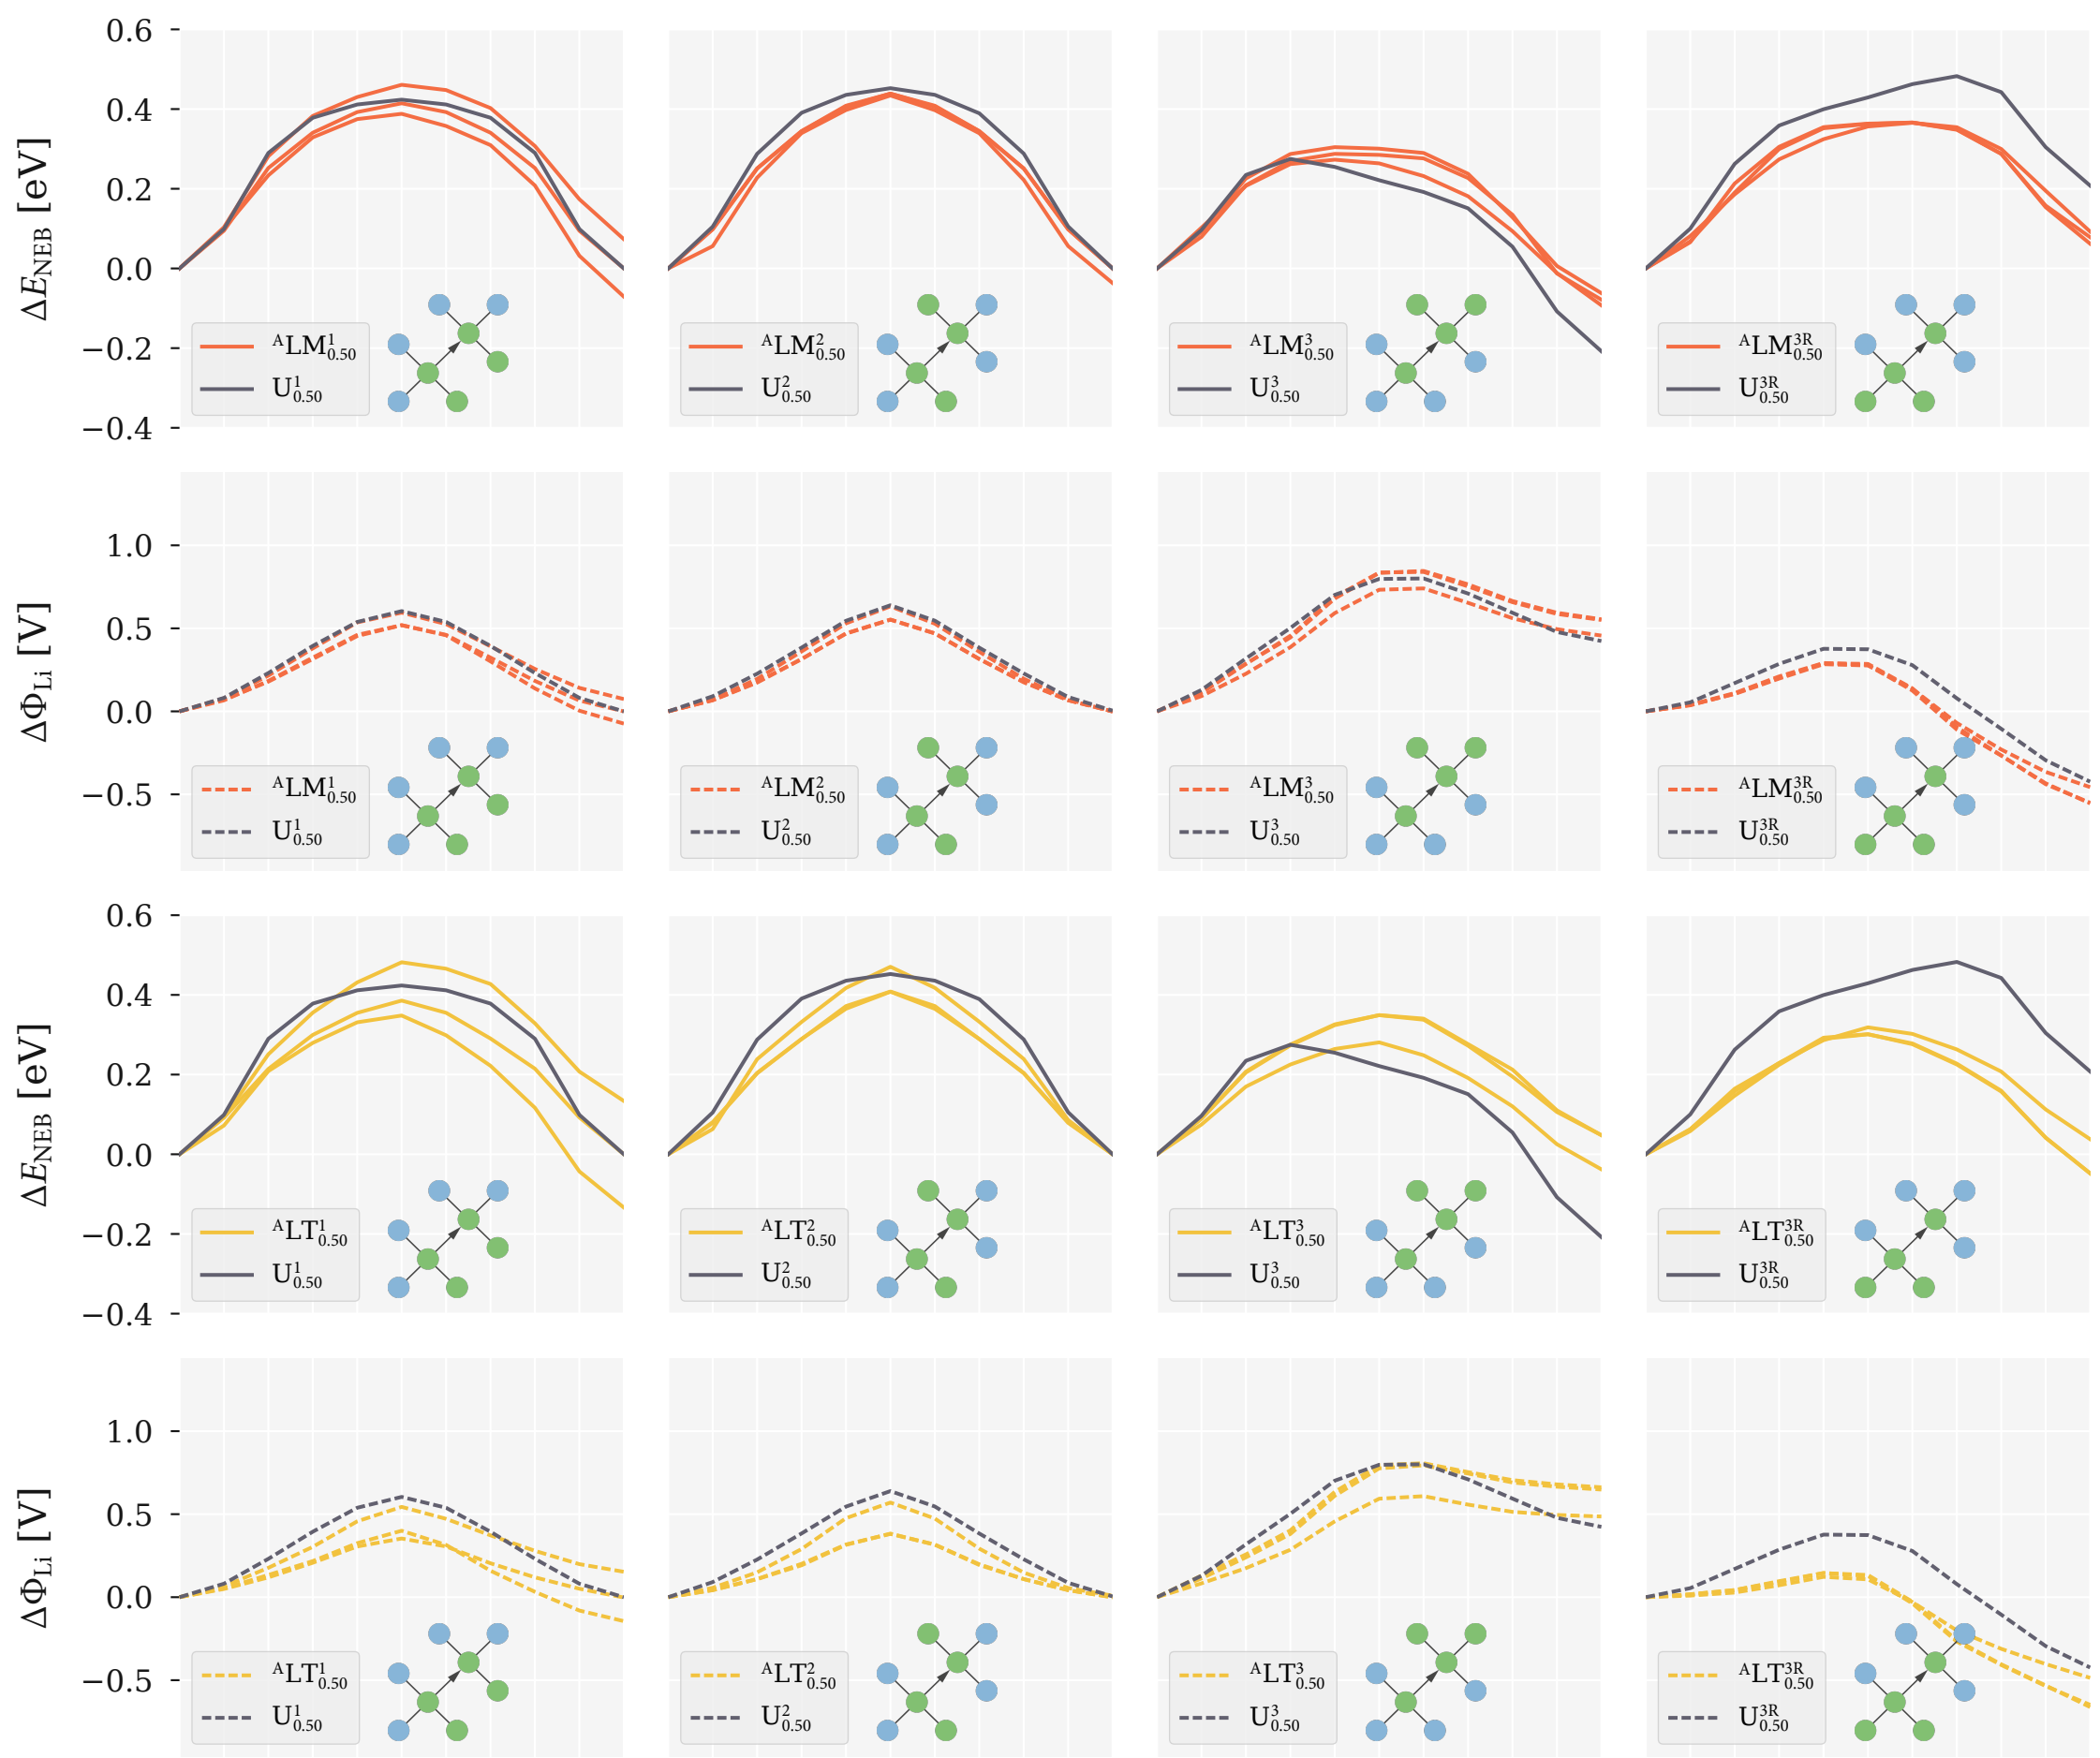 ΔE_NEB [eV]
0.6
0.4
0.2
0.0
−0.2
−0.4
ᴬLM¹₀.₅₀
U¹₀.₅₀
ᴬLM²₀.₅₀
U²₀.₅₀
ᴬLM³₀.₅₀
U³₀.₅₀
ᴬLM³ᴿ₀.₅₀
U³ᴿ₀.₅₀
ΔΦ_Li [V]
1.0
0.5
0.0
−0.5
ᴬLM¹₀.₅₀
U¹₀.₅₀
ᴬLM²₀.₅₀
U²₀.₅₀
ᴬLM³₀.₅₀
U³₀.₅₀
ᴬLM³ᴿ₀.₅₀
U³ᴿ₀.₅₀
ΔE_NEB [eV]
0.6
0.4
0.2
0.0
−0.2
−0.4
ᴬLT¹₀.₅₀
U¹₀.₅₀
ᴬLT²₀.₅₀
U²₀.₅₀
ᴬLT³₀.₅₀
U³₀.₅₀
ᴬLT³ᴿ₀.₅₀
U³ᴿ₀.₅₀
ΔΦ_Li [V]
1.0
0.5
0.0
−0.5
ᴬLT¹₀.₅₀
U¹₀.₅₀
ᴬLT²₀.₅₀
U²₀.₅₀
ᴬLT³₀.₅₀
U³₀.₅₀
ᴬLT³ᴿ₀.₅₀
U³ᴿ₀.₅₀